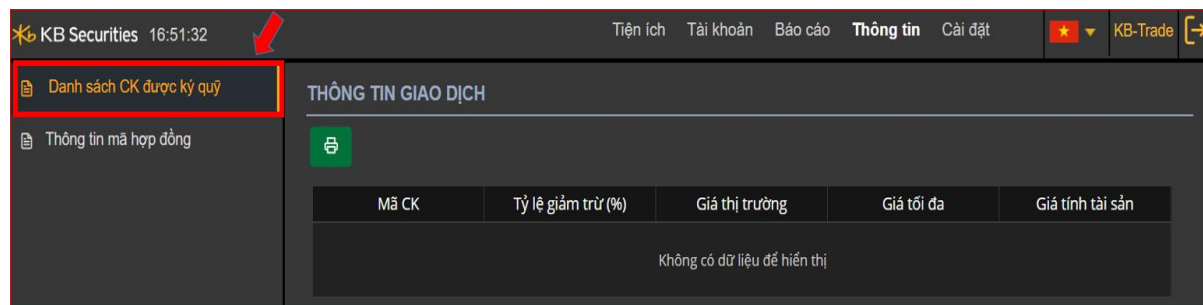 KB Securities 16:51:32 Tiện ích Tài khoản Báo cáo Thông tin Cài đặt KB-Trade
Danh sách CK được ký quỹ
Thông tin mã hợp đồng
THÔNG TIN GIAO DỊCH
Mã CK Tỷ lệ giảm trừ (%) Giá thị trường Giá tối đa Giá tính tài sản
Không có dữ liệu để hiển thị